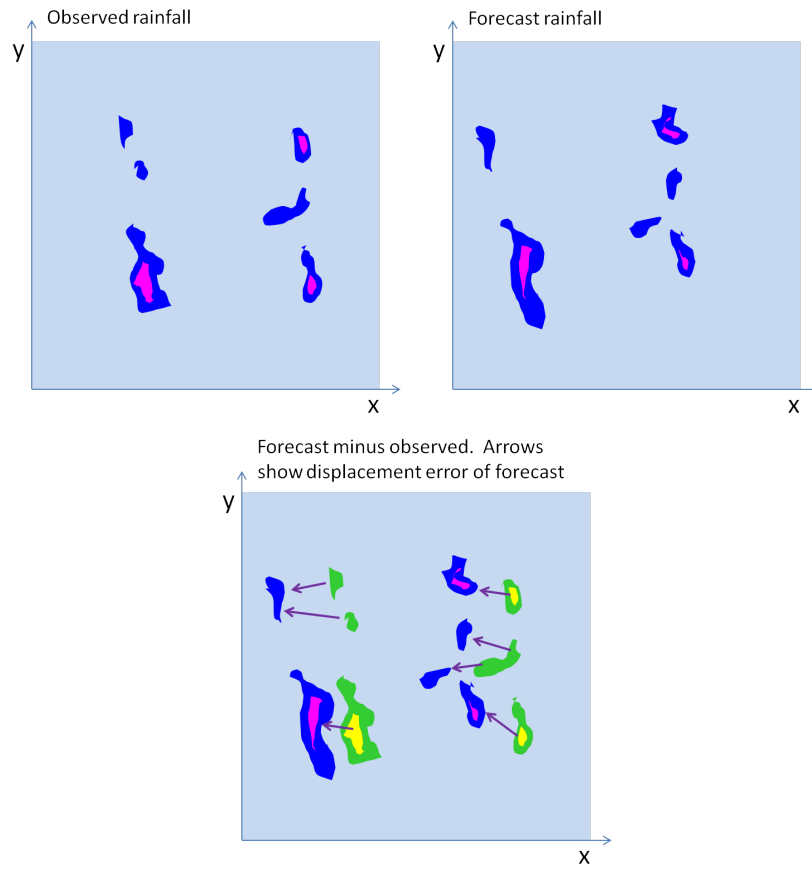 Observed rainfall
y
x
Forecast rainfall
y
x
Forecast minus observed.  Arrows
show displacement error of forecast
y
x